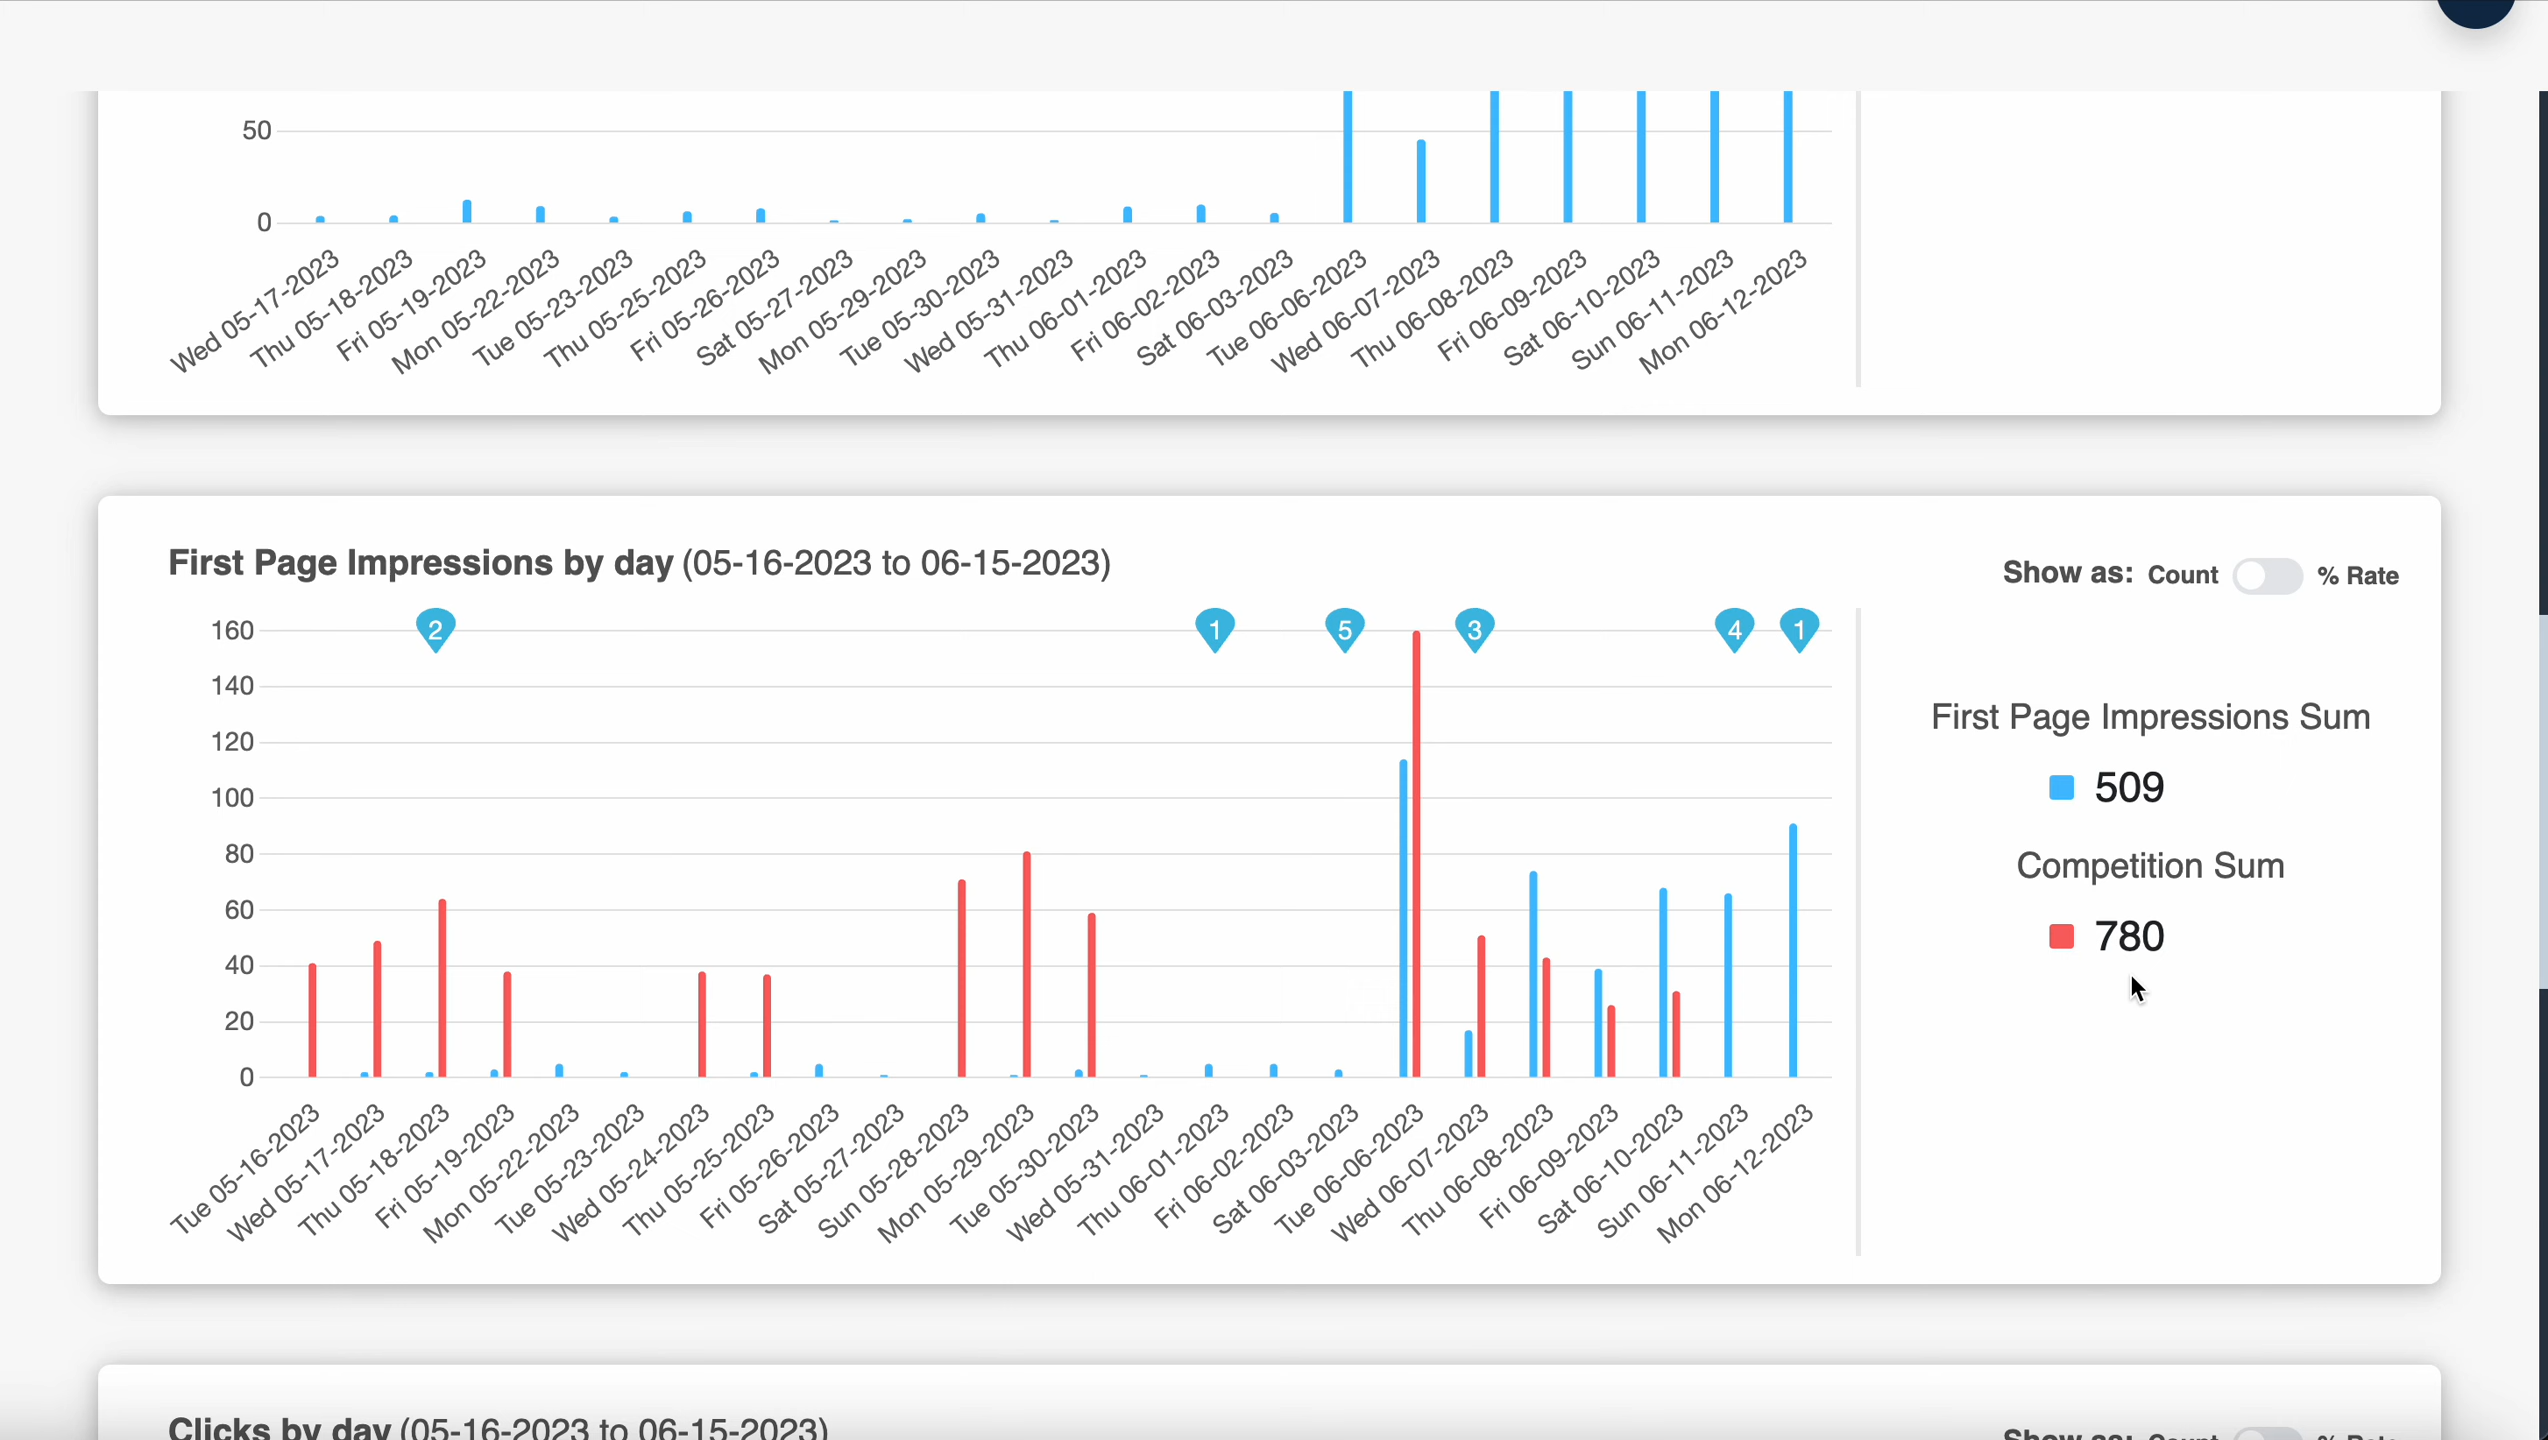 50
0
Wed 05-17-2023
Thu 05-18-2023
Fri 05-19-2023
Mon 05-22-2023
Tue 05-23-2023
Thu 05-25-2023
Fri 05-26-2023
Sat 05-27-2023
Mon 05-29-2023
Tue 05-30-2023
Wed 05-31-2023
Thu 06-01-2023
Fri 06-02-2023
Sat 06-03-2023
Tue 06-06-2023
Wed 06-07-2023
Thu 06-08-2023
Fri 06-09-2023
Sat 06-10-2023
Sun 06-11-2023
Mon 06-12-2023
First Page Impressions by day (05-16-2023 to 06-15-2023)
Show as: Count % Rate
2
1
5
3
4
1
160
140
120
100
80
60
40
20
0
Tue 05-16-2023
Wed 05-17-2023
Thu 05-18-2023
Fri 05-19-2023
Mon 05-22-2023
Tue 05-23-2023
Wed 05-24-2023
Thu 05-25-2023
Fri 05-26-2023
Sat 05-27-2023
Sun 05-28-2023
Mon 05-29-2023
Tue 05-30-2023
Wed 05-31-2023
Thu 06-01-2023
Fri 06-02-2023
Sat 06-03-2023
Tue 06-06-2023
Wed 06-07-2023
Thu 06-08-2023
Fri 06-09-2023
Sat 06-10-2023
Sun 06-11-2023
Mon 06-12-2023
First Page Impressions Sum
509
Competition Sum
780
Clicks by day (05-16-2023 to 06-15-2023)
Show as: Count % Rate